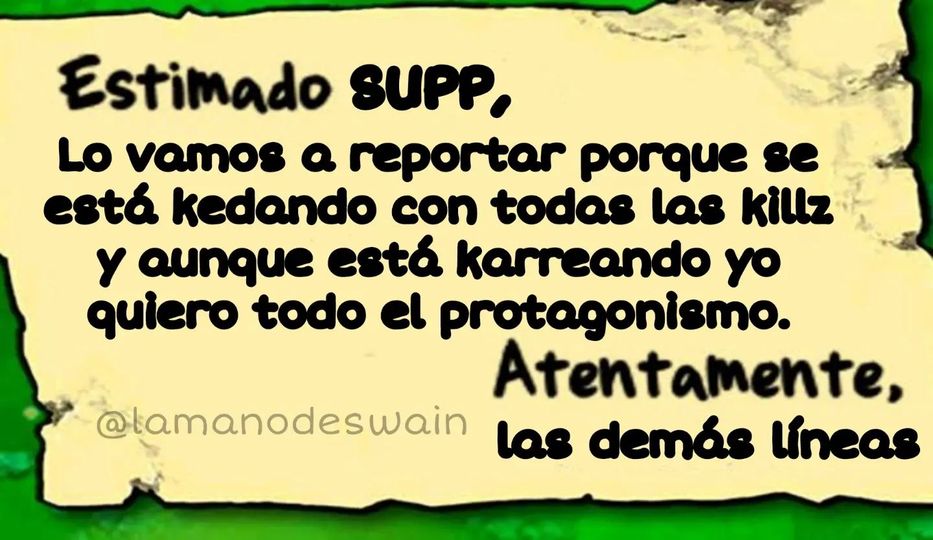 Estimado SUPP,
Lo vamos a reportar porque se
está kedando con todas las killz
y aunque está karreando yo
quiero todo el protagonismo.
Atentamente,
@lamanodeswain
las demás líneas